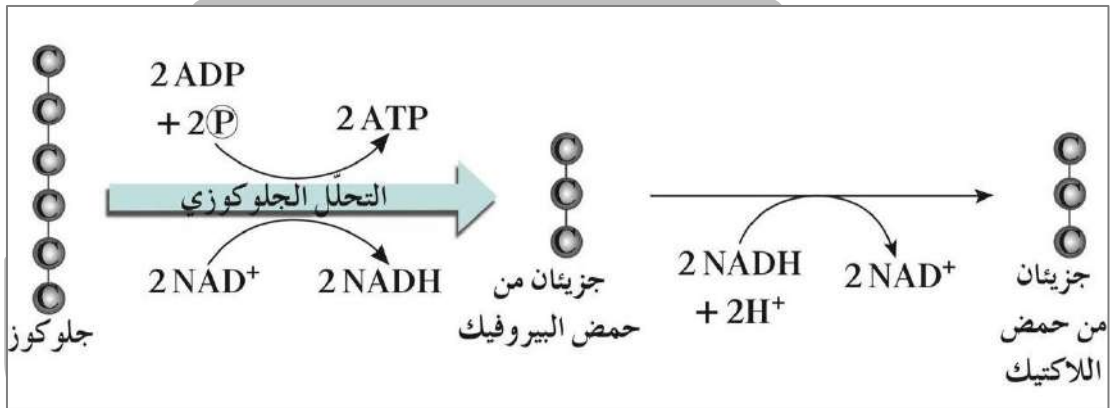 C
C
C
C
C
C
جلوكوز
2 ADP
+ 2Ⓟ
2 ATP
التحلّل الجلوكوزي
2 NAD⁺
2 NADH
C
C
C
جزيئان من
حمض البيروفيك
2 NADH
+ 2H⁺
2 NAD⁺
C
C
C
جزيئان
من حمض
اللاكتيك